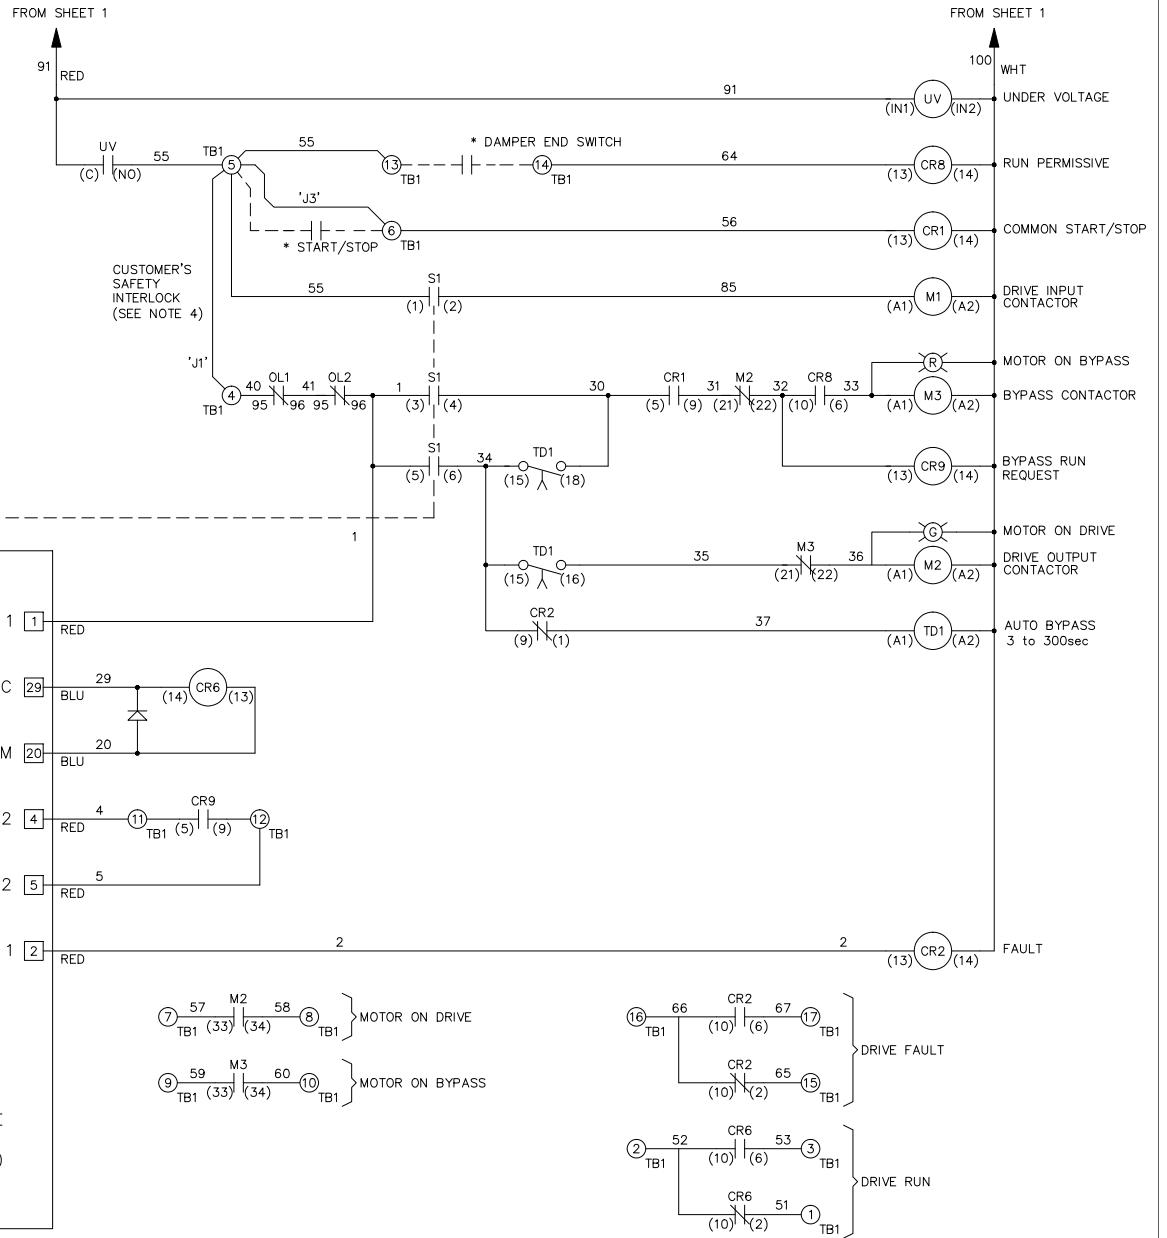 FROM SHEET 1 FROM SHEET 1
91 RED 100 WHT
91 (IN1) UV (IN2) UNDER VOLTAGE
UV (C) (NO) 55 TB1 5 55 13 TB1 * DAMPER END SWITCH 14 TB1 64 (13) CR8 (14) RUN PERMISSIVE
'J3'
* START/STOP 6 TB1 56 (13) CR1 (14) COMMON START/STOP
CUSTOMER'S
SAFETY
INTERLOCK
(SEE NOTE 4)
55 S1 (1) (2) 85 (A1) M1 (A2) DRIVE INPUT
CONTACTOR
R MOTOR ON BYPASS
'J1'
4 TB1 40 OL1 95 96 41 OL2 95 96 1 S1 (3) (4) 30 CR1 (5) (9) 31 M2 (21) (22) 32 CR8 (10) (6) 33 (A1) M3 (A2) BYPASS CONTACTOR
S1 (5) (6) 34 TD1 (15) (18) (13) CR9 (14) BYPASS RUN
REQUEST
1
G MOTOR ON DRIVE
TD1 (15) (16) 35 M3 (21) (22) 36 (A1) M2 (A2) DRIVE OUTPUT
CONTACTOR
1 1 RED
CR2 (9) (1) 37 (A1) TD1 (A2) AUTO BYPASS
3 to 300sec
C 29 BLU 29 (14) CR6 (13)
M 20 BLU 20
2 4 RED 4 11 TB1 CR9 (5) (9) 12 TB1
2 5 RED 5
1 2 RED 2 2 (13) CR2 (14) FAULT
7 TB1 57 M2 (33) (34) 58 8 TB1 MOTOR ON DRIVE
9 TB1 59 M3 (33) (34) 60 10 TB1 MOTOR ON BYPASS
16 TB1 66 CR2 (10) (6) 67 17 TB1
DRIVE FAULT
CR2 (10) (2) 65 15 TB1
2 TB1 52 CR6 (10) (6) 53 3 TB1
DRIVE RUN
CR6 (10) (2) 51 1 TB1
)